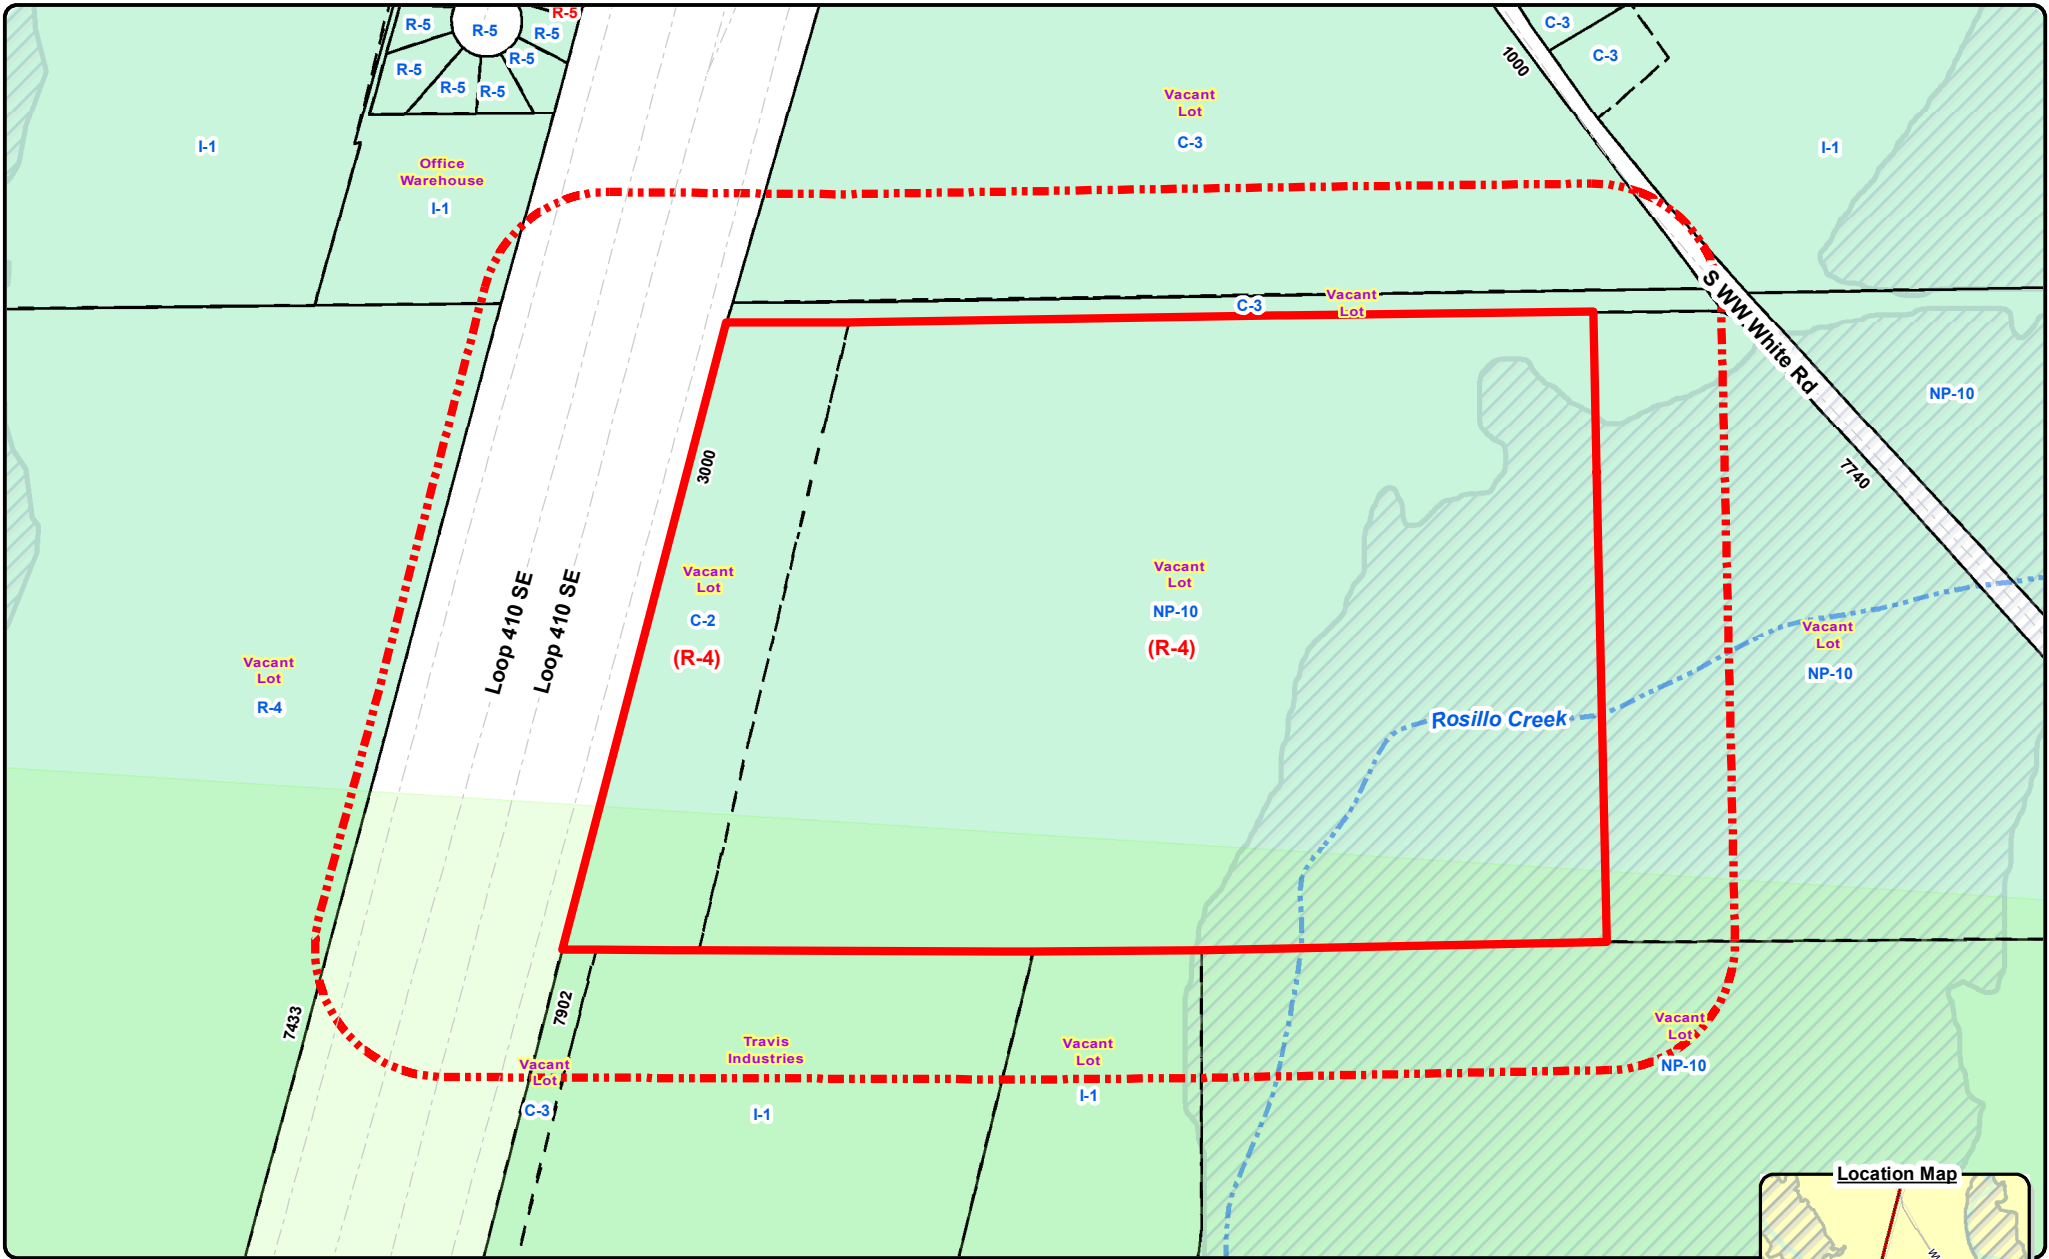 R-5
R-5
R-5
R-5
R-5
R-5
R-5
R-5
C-3
C-3
1000
Vacant
Lot
C-3
I-1
I-1
Office
Warehouse
I-1
S WW.White Rd
C-3
Vacant
Lot
NP-10
7740
3000
Loop 410 SE
Loop 410 SE
Vacant
Lot
C-2
(R-4)
Vacant
Lot
NP-10
(R-4)
Vacant
Lot
R-4
Rosillo Creek
Vacant
Lot
NP-10
7433
7902
Vacant
Lot
C-3
Travis
Industries
I-1
Vacant
Lot
I-1
Vacant
Lot
NP-10
Location Map